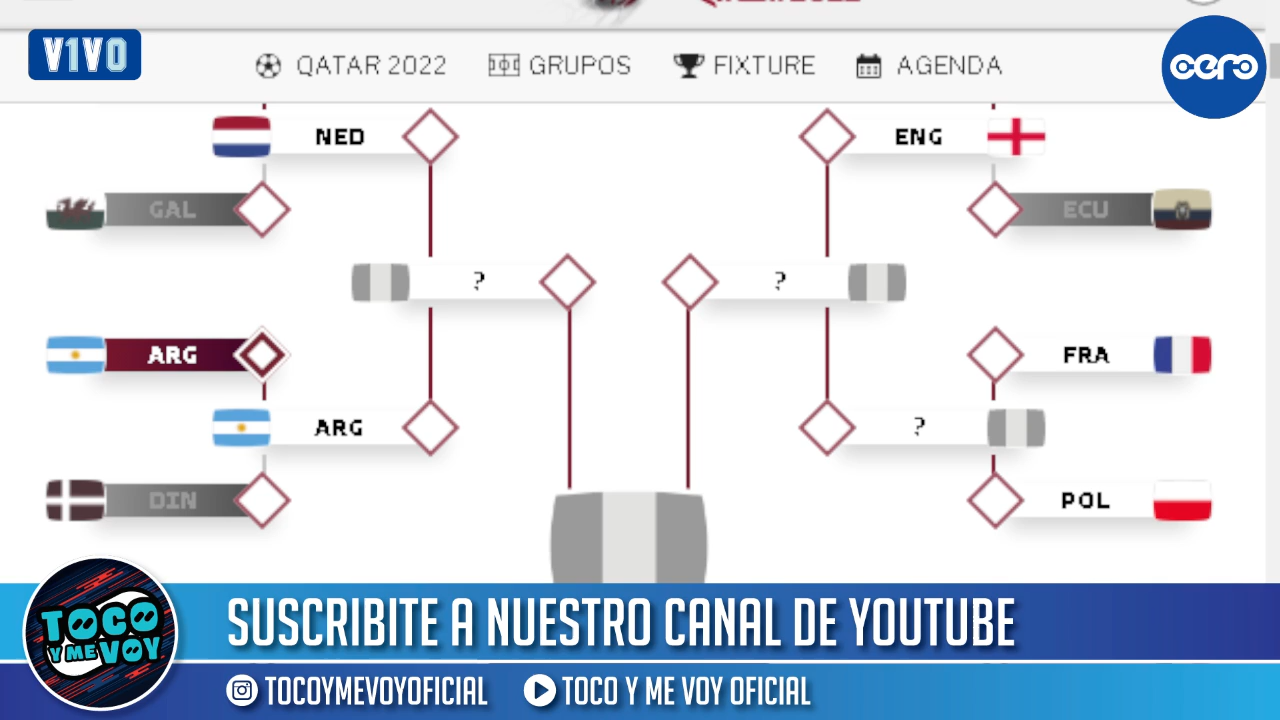 V1V0
QATAR 2022
GRUPOS
FIXTURE
AGENDA
cero
NED
ENG
GAL
ECU
?
?
ARG
FRA
ARG
?
DIN
POL
TOCO
Y ME VOY
SUSCRIBITE A NUESTRO CANAL DE YOUTUBE
TOCOYMEVOYOFICIAL
TOCO Y ME VOY OFICIAL